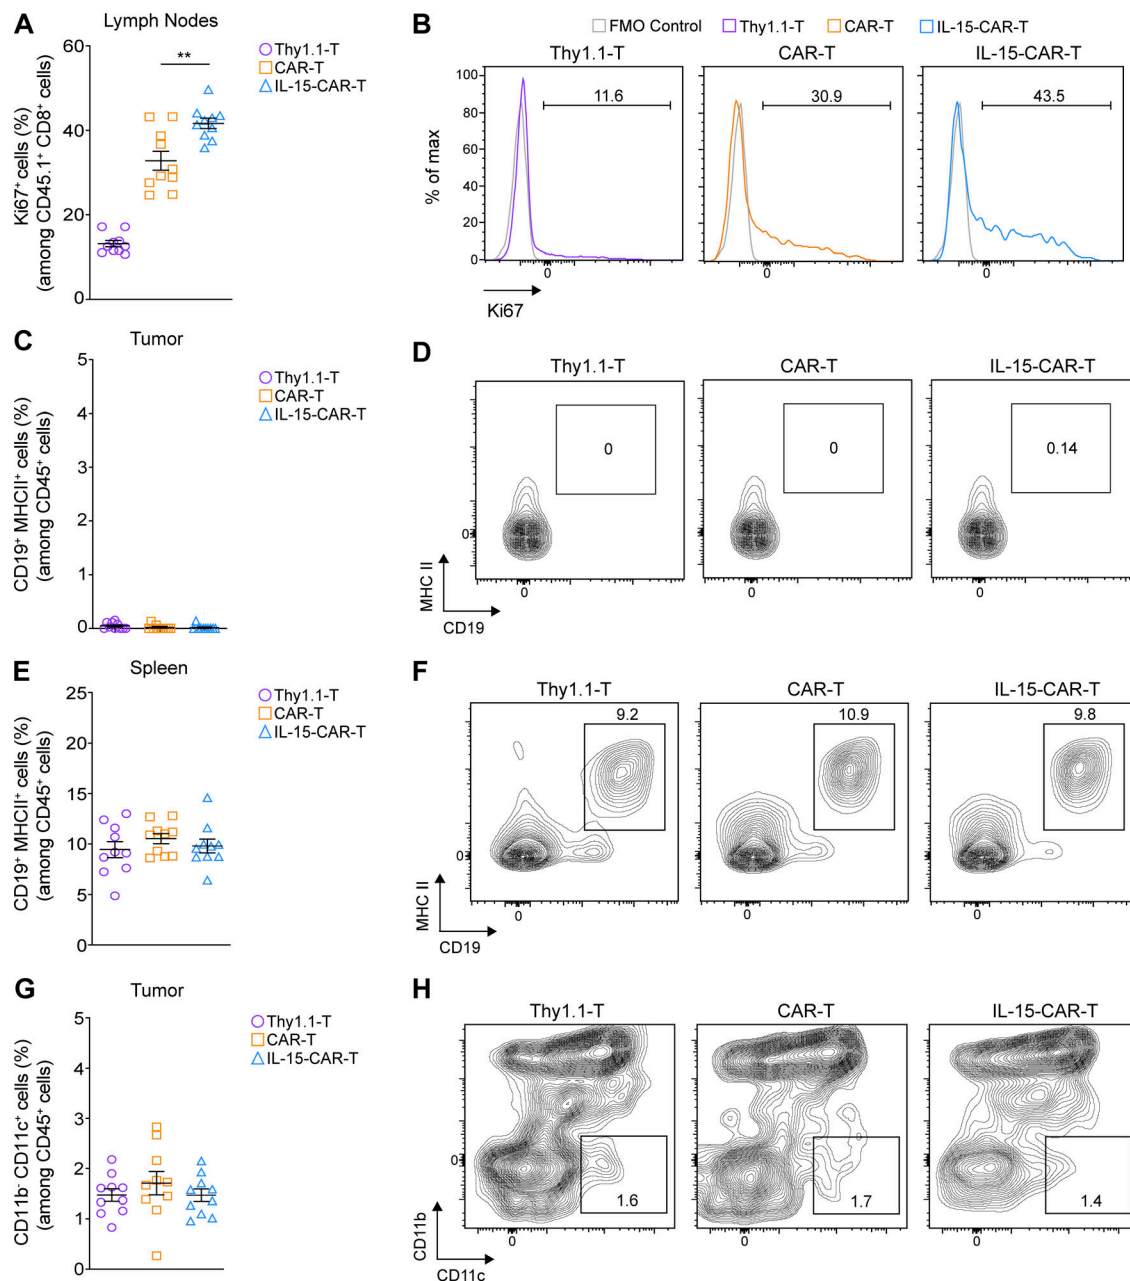 A
Lymph Nodes
Ki67⁺ cells (%)
(among CD45.1⁺ CD8⁺ cells)
60
40
20
0
**
Thy1.1-T
CAR-T
IL-15-CAR-T
B
FMO Control
Thy1.1-T
CAR-T
IL-15-CAR-T
Thy1.1-T
CAR-T
IL-15-CAR-T
% of max
100
80
60
40
20
0
11.6
30.9
43.5
0
0
0
Ki67
C
Tumor
CD19⁺ MHCII⁺ cells (%)
(among CD45⁺ cells)
5
4
3
2
1
0
Thy1.1-T
CAR-T
IL-15-CAR-T
D
Thy1.1-T
CAR-T
IL-15-CAR-T
0
0
0.14
0
0
0
0
MHC II
CD19
E
Spleen
CD19⁺ MHCII⁺ cells (%)
(among CD45⁺ cells)
25
20
15
10
5
0
Thy1.1-T
CAR-T
IL-15-CAR-T
F
Thy1.1-T
CAR-T
IL-15-CAR-T
9.2
10.9
9.8
0
0
0
0
MHC II
CD19
G
Tumor
CD11b CD11c⁺ cells (%)
(among CD45⁺ cells)
5
4
3
2
1
0
Thy1.1-T
CAR-T
IL-15-CAR-T
H
Thy1.1-T
CAR-T
IL-15-CAR-T
0
1.6
1.7
1.4
0
0
0
CD11b
CD11c